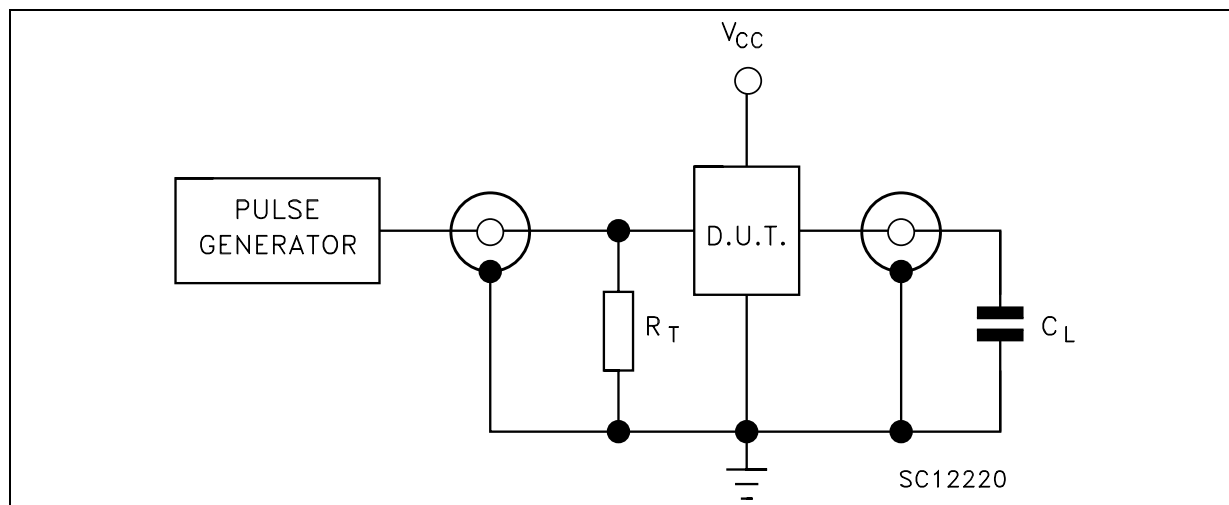 VCC
PULSE
GENERATOR
D.U.T.
RT
CL
SC12220